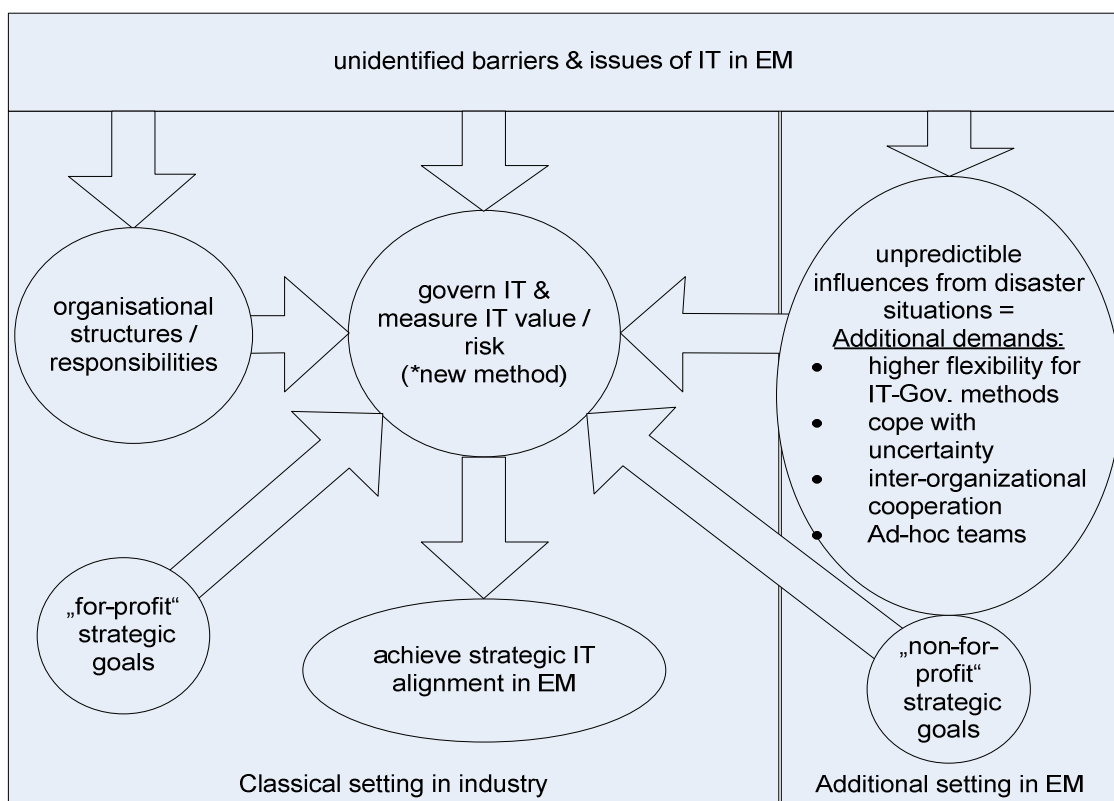 unidentified barriers & issues of IT in EM
organisational
structures /
responsibilities
govern IT &
measure IT value /
risk
(*new method)
unpredictible
influences from disaster
situations =
Additional demands:
• higher flexibility for
IT-Gov. methods
• cope with
uncertainty
• inter-organizational
cooperation
• Ad-hoc teams
„for-profit“
strategic
goals
achieve strategic IT
alignment in EM
„non-for-
profit“
strategic
goals
Classical setting in industry
Additional setting in EM